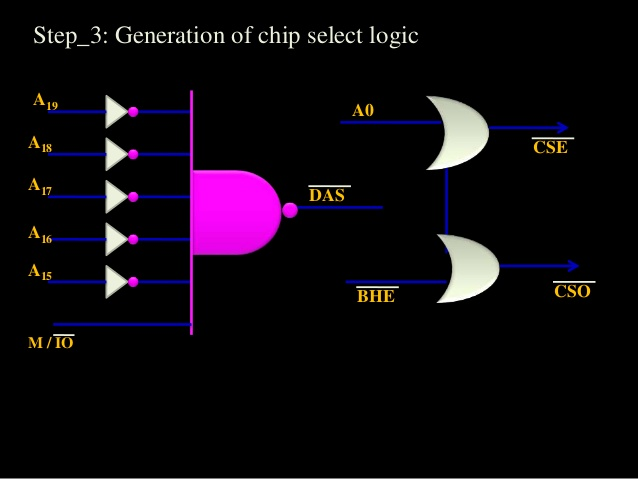 Step_3: Generation of chip select logic
A19
A0
A18
CSE
A17
DAS
A16
A15
BHE
CSO
M / IO